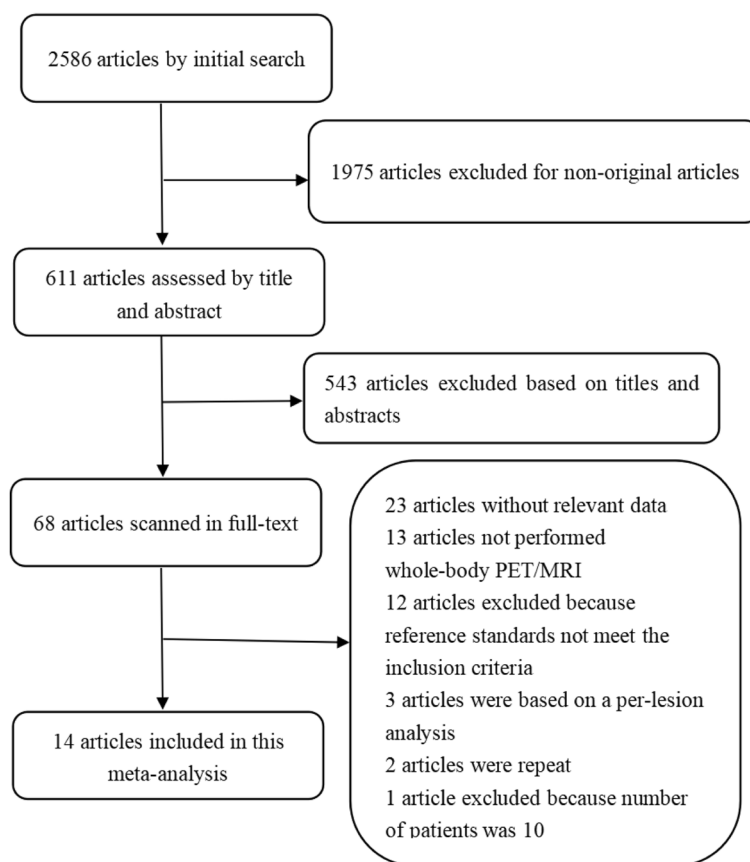 2586 articles by initial search
1975 articles excluded for non-original articles
611 articles assessed by title
and abstract
543 articles excluded based on titles and
abstracts
68 articles scanned in full-text
23 articles without relevant data
13 articles not performed
whole-body PET/MRI
12 articles excluded because
reference standards not meet the
inclusion criteria
3 articles were based on a per-lesion
analysis
2 articles were repeat
1 article excluded because number
of patients was 10
14 articles included in this
meta-analysis